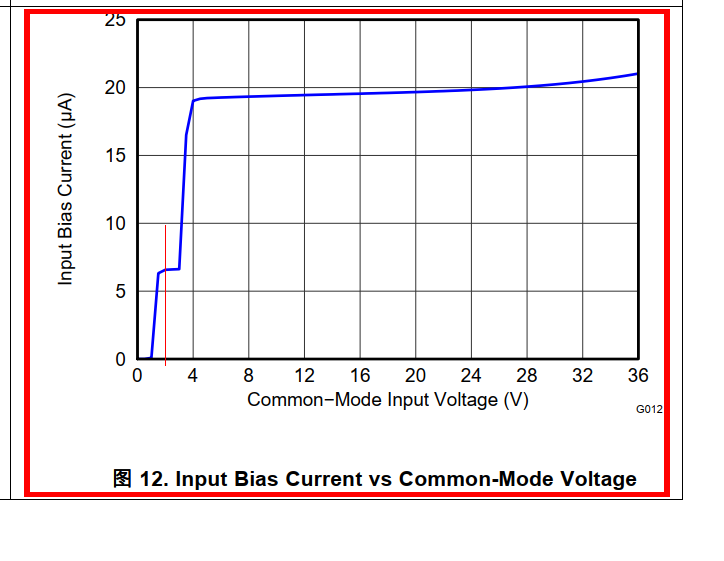 25
20
15
10
5
0
Input Bias Current (µA)
0 4 8 12 16 20 24 28 32 36
Common−Mode Input Voltage (V)
G012
图 12. Input Bias Current vs Common-Mode Voltage